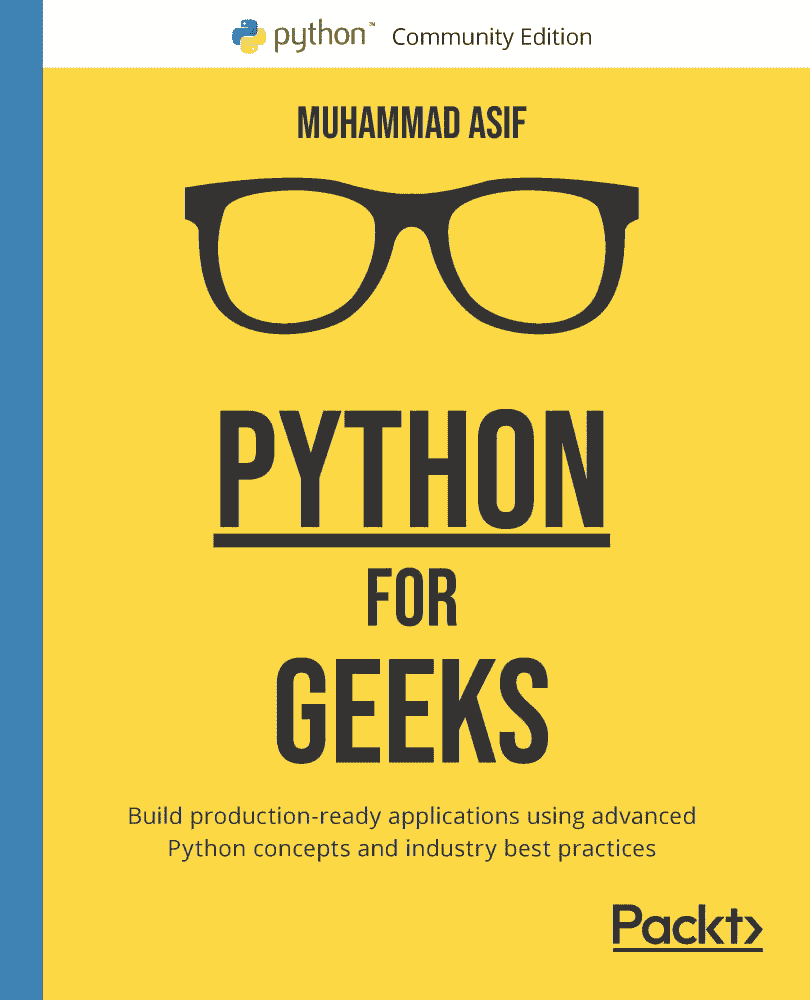 python™ Community Edition
MUHAMMAD ASIF
PYTHON
FOR
GEEKS
Build production-ready applications using advanced
Python concepts and industry best practices
Packt>